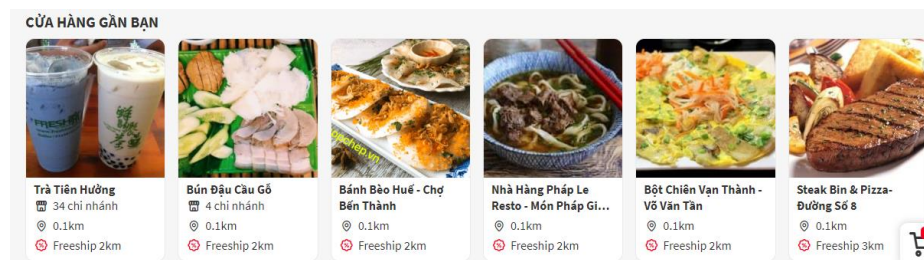 CỬA HÀNG GẦN BẠN
FRESHTEA
Trà Tiên Hưởng
34 chi nhánh
0.1km
Freeship 2km
Bún Đậu Cầu Gỗ
4 chi nhánh
0.1km
Freeship 2km
Bánh Bèo Huế - Chợ
Bến Thành
0.1km
Freeship 2km
Nhà Hàng Pháp Le
Resto - Món Pháp Gi...
0.1km
Freeship 2km
Bột Chiên Vạn Thành -
Võ Văn Tần
0.1km
Freeship 2km
Steak Bin & Pizza-
Đường Số 8
0.1km
Freeship 3km